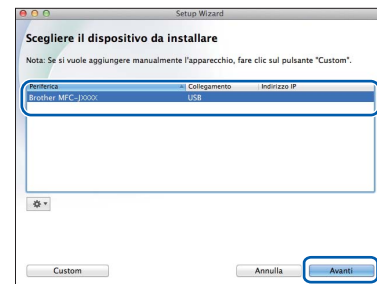 Setup Wizard
Scegliere il dispositivo da installare
Nota: Se si vuole aggiungere manualmente l'apparecchio, fare clic sul pulsante "Custom".
Periferica Collegamento Indirizzo IP
Brother MFC-JXXXX USB
Custom Annulla Avanti